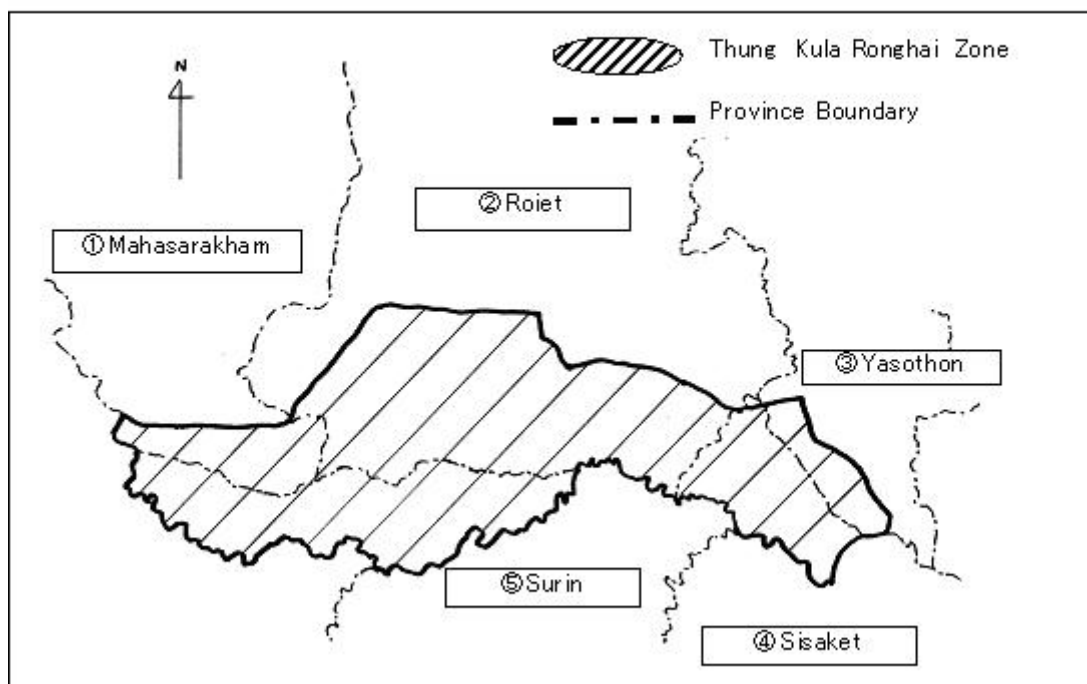 Thung Kula Ronghai Zone
N
Province Boundary
②Roiet
①Mahasarakham
③Yasothon
⑤Surin
④Sisaket